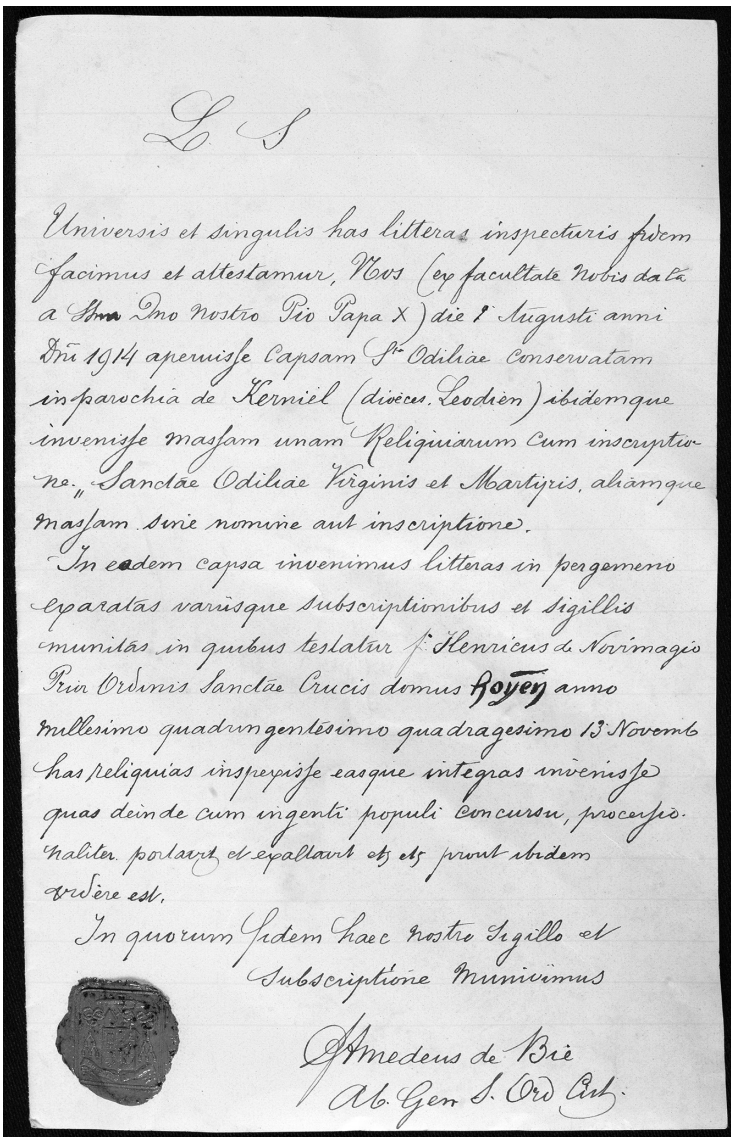 L. S
Universis et singulis has litteras inspecturis fidem
facimus et attestamur, Nos (ex facultate nobis data
a Dno nostro Pio Papa X) die Augusti anni
Dni 1914 aperuisse Capsam Stae Odiliae conservatam
in parochia de Kerniel (dioeces. Leodien) ibidemque
invenisse massam unam Reliquiarum cum inscriptio-
ne „ Sanctae Odiliae Virginis et Martyris, aliamque
massam sine nomine aut inscriptione.
In eadem capsa invenimus litteras in pergameno
exaratas variisque subscriptionibus et sigillis
munitas in quibus testatur fr. Henricus de Novimagio
Prior Ordinis Sanctae Crucis domus anno
millesimo quadringentesimo quadragesimo 13 Novemb
has reliquias inspexisse easque integras invenisse
quas deinde cum ingenti populi concursu, processio-
naliter portavit et exaltavit etc etc prout ibidem
videre est.
In quorum fidem haec nostro Sigillo et
subscriptione munivimus
Amedeus de Bie
Ab. Gen S. Ord Cist.